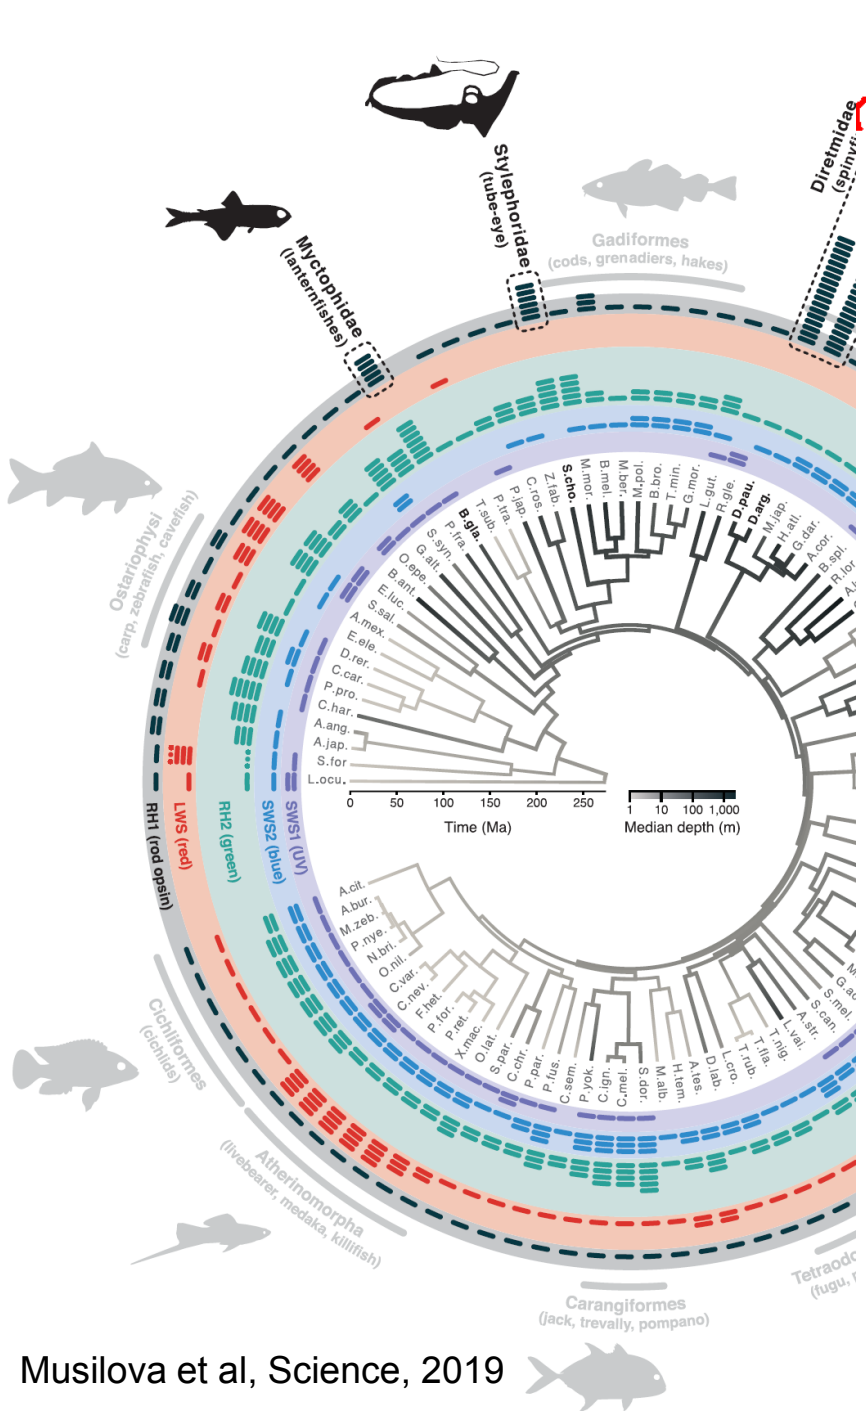 Diretmidae
Stylephoridae
(tube-eye)
Gadiformes
(cods, grenadiers, hakes)
Myctophidae
(lanternfishes)
Ostariophysi
(carp, zebrafish, cavefish)
B.gla.
T.sub.
P.fra.
P.jap.
C.ros.
Z.fab.
S.cho.
M.mor.
B.mel.
M.ber.
M.pol.
B.bro.
T.min.
G.mor.
L.gut.
R.gle.
D.pau.
D.arg.
M.jap.
H.atl.
G.dar.
A.cor.
B.spl.
P.fra.
S.syn.
G.alt.
O.epe.
B.ant.
E.luc.
S.sal.
A.mex.
E.ele.
D.rer.
C.car.
P.pro.
C.har.
A.ang.
A.jap.
S.for
L.ocu.
0 50 100 150 200 250
Time (Ma)
1 10 100 1,000
Median depth (m)
RH1 (rod opsin)
LWS (red)
RH2 (green)
SWS2 (blue)
SWS1 (UV)
A.cit.
A.bur.
M.zeb.
P.nye.
N.bri.
O.nil.
C.var.
C.nev.
F.het.
P.for.
P.ret.
X.mac.
O.lat.
S.par.
C.chr.
P.par.
P.fus.
C.sem.
P.yok.
C.ign.
C.mel.
S.dor.
M.alb.
H.tem.
A.tes.
D.lab.
L.cro.
T.rub.
T.fla.
T.nig.
L.vai.
A.str.
S.can.
S.mel.
Cichliformes
(cichlids)
Atherinomorpha
(livebearer, medaka, killifish)
Carangiformes
(jack, trevally, pompano)
Musilova et al, Science, 2019